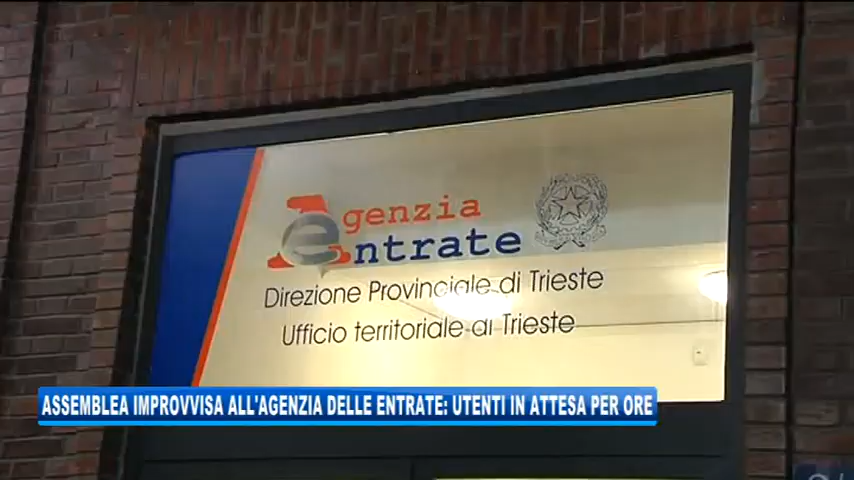 Agenzia
entrate
Direzione Provinciale di Trieste
Ufficio territoriale di Trieste
ASSEMBLEA IMPROVVISA ALL'AGENZIA DELLE ENTRATE: UTENTI IN ATTESA PER ORE